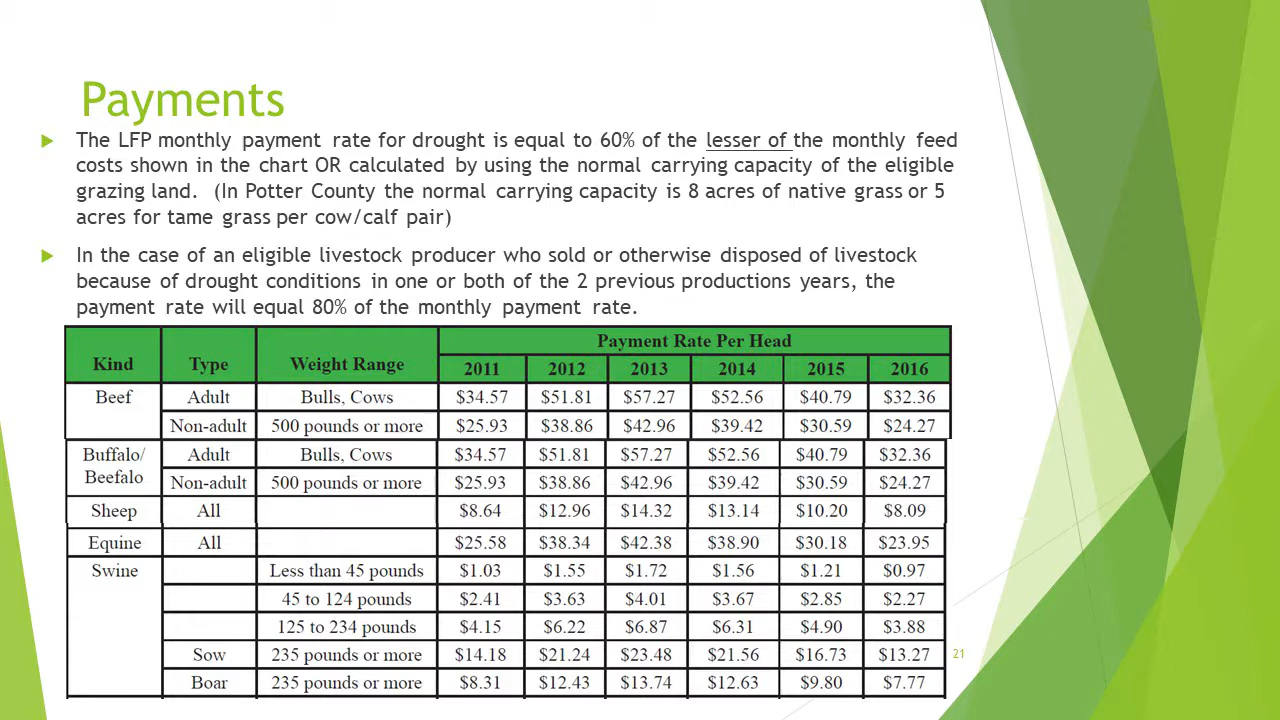 Payments
The LFP monthly payment rate for drought is equal to 60% of the lesser of the monthly feed
costs shown in the chart OR calculated by using the normal carrying capacity of the eligible
grazing land. (In Potter County the normal carrying capacity is 8 acres of native grass or 5
acres for tame grass per cow/calf pair)
In the case of an eligible livestock producer who sold or otherwise disposed of livestock
because of drought conditions in one or both of the 2 previous productions years, the
payment rate will equal 80% of the monthly payment rate.
Payment Rate Per Head
Kind Type Weight Range 2011 2012 2013 2014 2015 2016
Beef Adult Bulls, Cows $34.57 $51.81 $57.27 $52.56 $40.79 $32.36
Non-adult 500 pounds or more $25.93 $38.86 $42.96 $39.42 $30.59 $24.27
Buffalo/ Adult Bulls, Cows $34.57 $51.81 $57.27 $52.56 $40.79 $32.36
Beefalo Non-adult 500 pounds or more $25.93 $38.86 $42.96 $39.42 $30.59 $24.27
Sheep All $8.64 $12.96 $14.32 $13.14 $10.20 $8.09
Equine All $25.58 $38.34 $42.38 $38.90 $30.18 $23.95
Swine Less than 45 pounds $1.03 $1.55 $1.72 $1.56 $1.21 $0.97
45 to 124 pounds $2.41 $3.63 $4.01 $3.67 $2.85 $2.27
125 to 234 pounds $4.15 $6.22 $6.87 $6.31 $4.90 $3.88
Sow 235 pounds or more $14.18 $21.24 $23.48 $21.56 $16.73 $13.27
Boar 235 pounds or more $8.31 $12.43 $13.74 $12.63 $9.80 $7.77
21